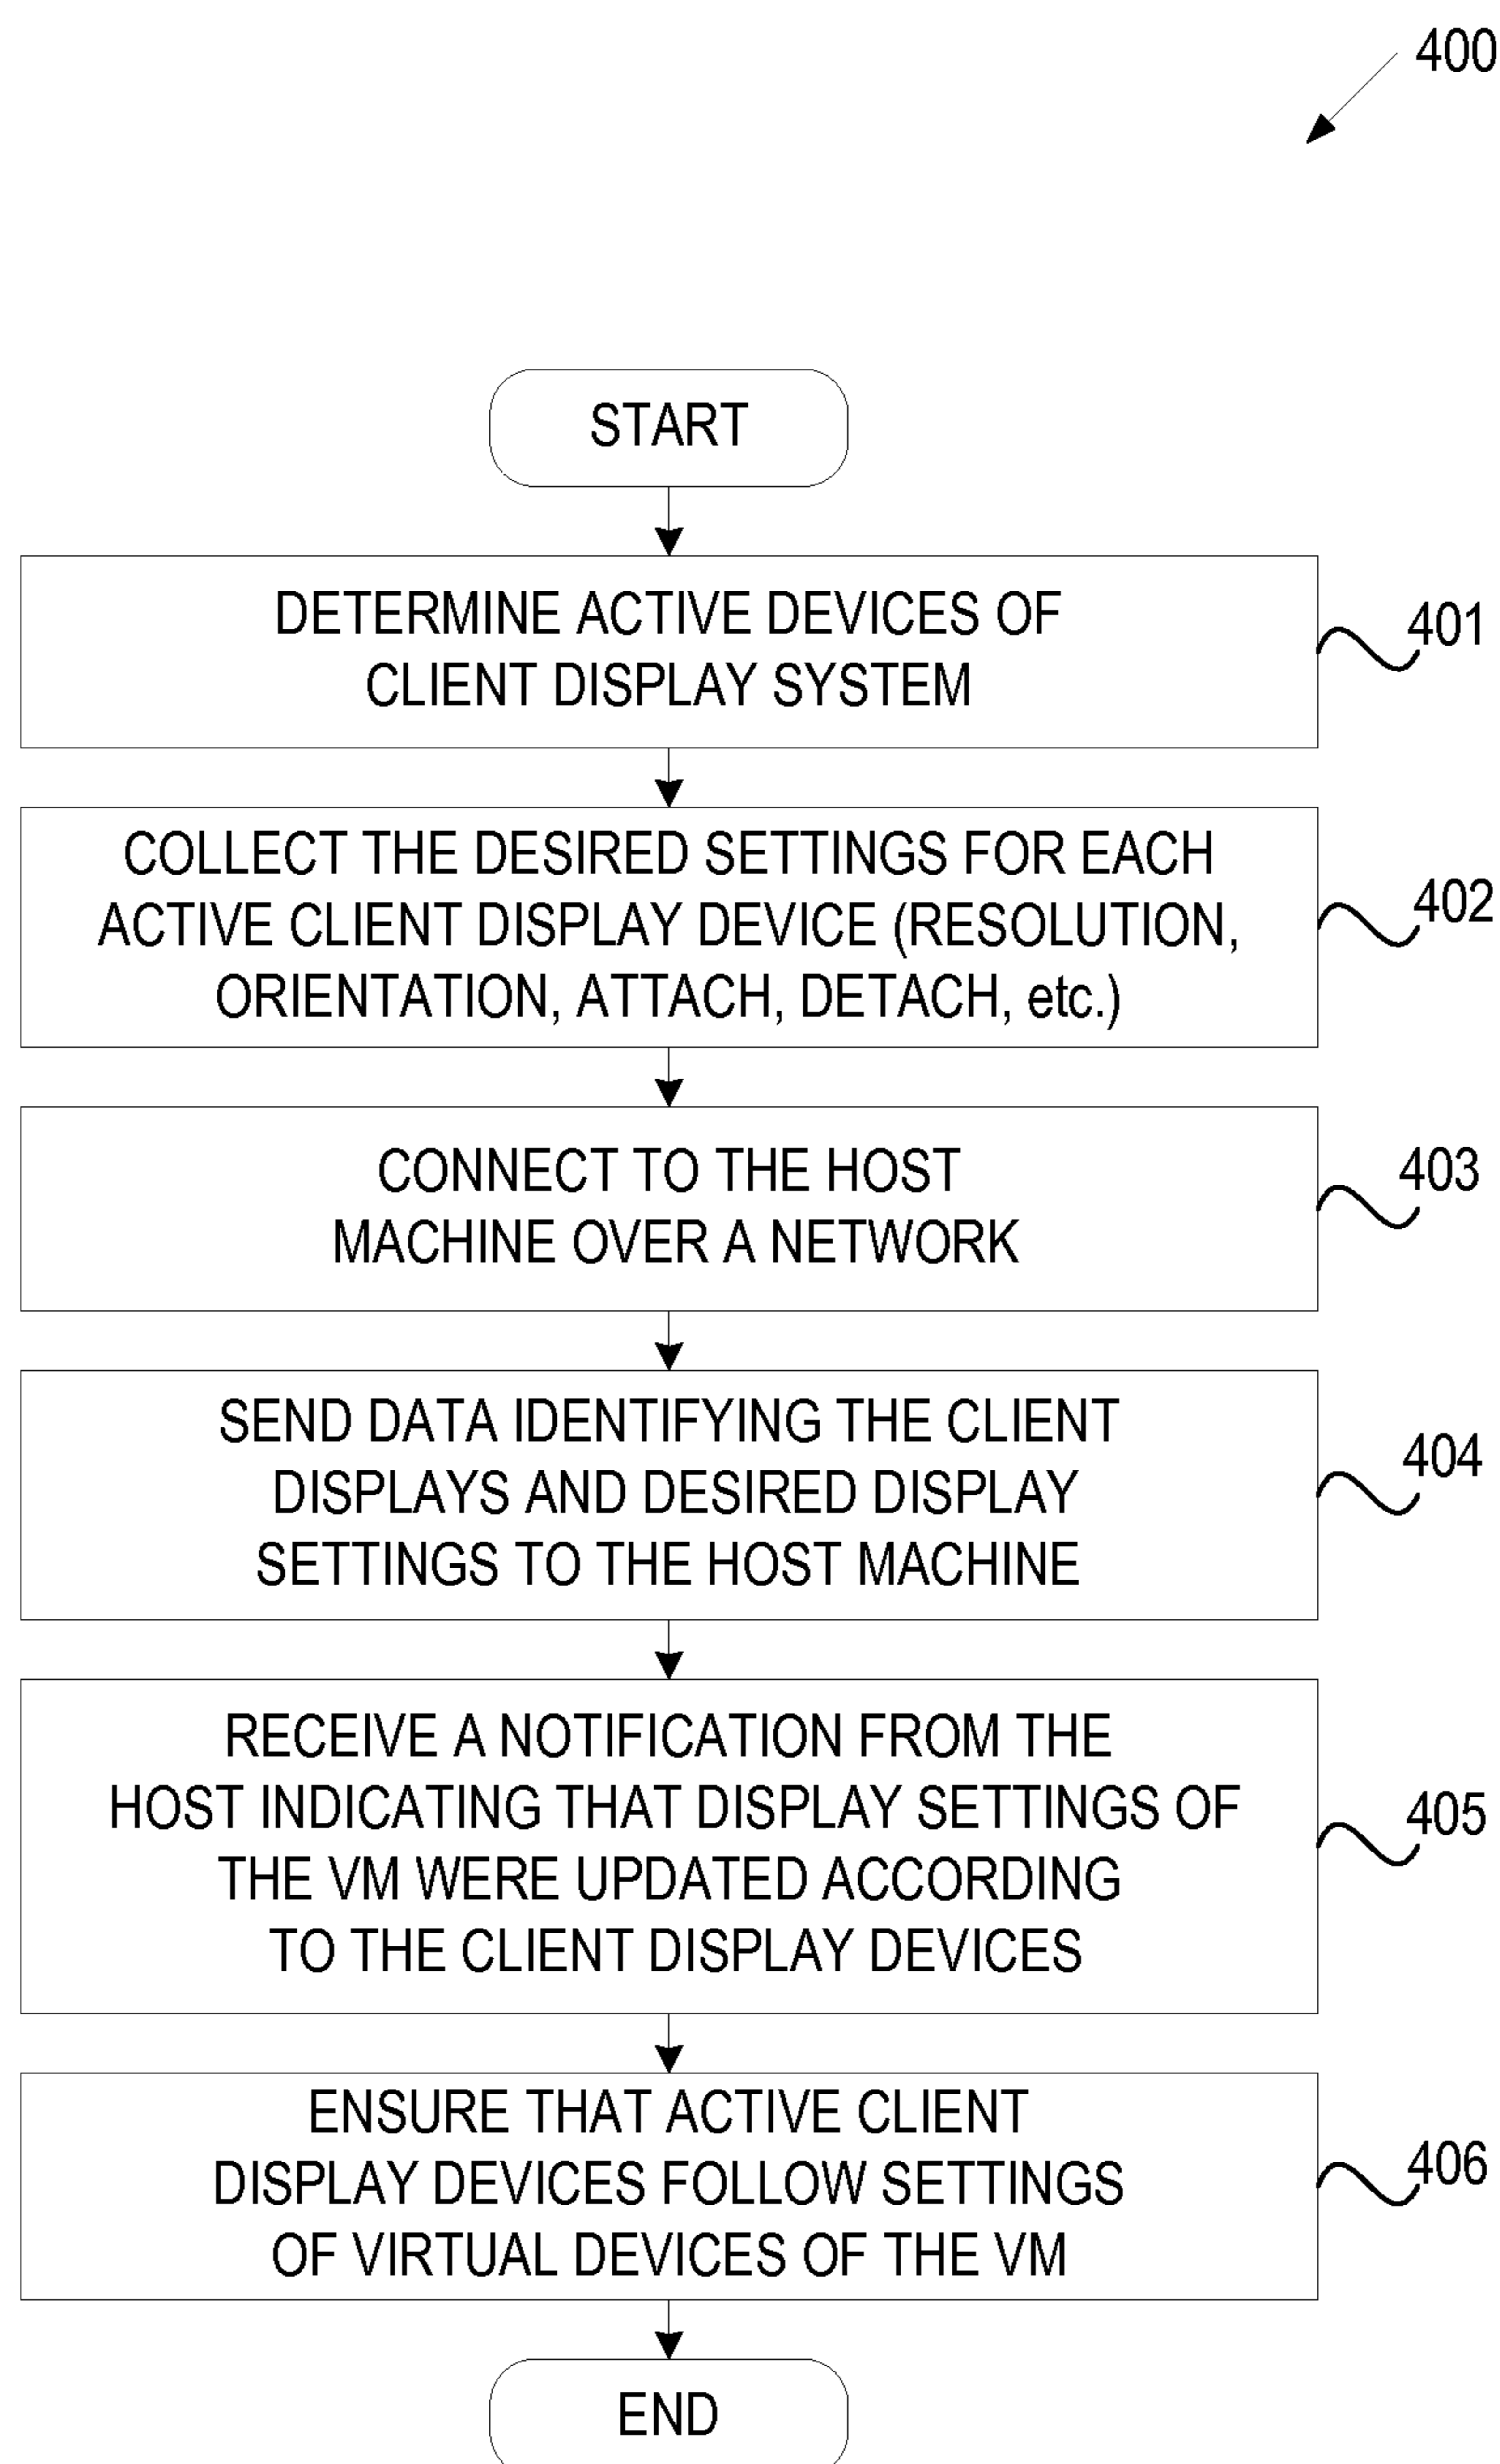 400
START
DETERMINE ACTIVE DEVICES OF
CLIENT DISPLAY SYSTEM
401
COLLECT THE DESIRED SETTINGS FOR EACH
ACTIVE CLIENT DISPLAY DEVICE (RESOLUTION,
ORIENTATION, ATTACH, DETACH, etc.)
402
CONNECT TO THE HOST
MACHINE OVER A NETWORK
403
SEND DATA IDENTIFYING THE CLIENT
DISPLAYS AND DESIRED DISPLAY
SETTINGS TO THE HOST MACHINE
404
RECEIVE A NOTIFICATION FROM THE
HOST INDICATING THAT DISPLAY SETTINGS OF
THE VM WERE UPDATED ACCORDING
TO THE CLIENT DISPLAY DEVICES
405
ENSURE THAT ACTIVE CLIENT
DISPLAY DEVICES FOLLOW SETTINGS
OF VIRTUAL DEVICES OF THE VM
406
END